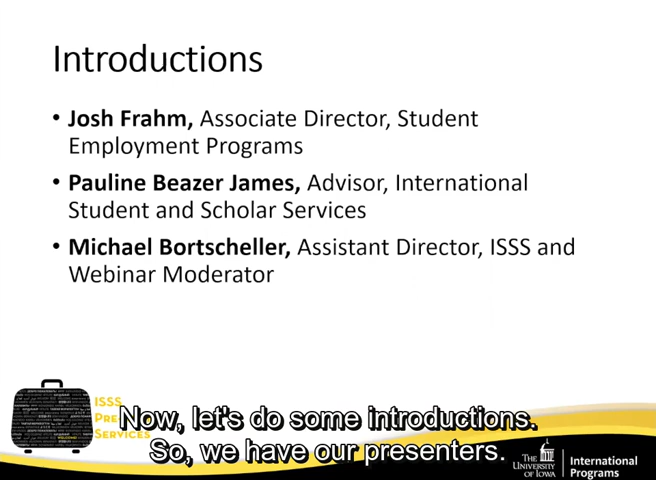 Introductions
• Josh Frahm, Associate Director, Student
Employment Programs
• Pauline Beazer James, Advisor, International
Student and Scholar Services
• Michael Bortscheller, Assistant Director, ISSS and
Webinar Moderator
ISSS
SERVICES
Now, let's do some introductions.
So, we have our presenters.
THE
UNIVERSITY
OF IOWA
International
Programs